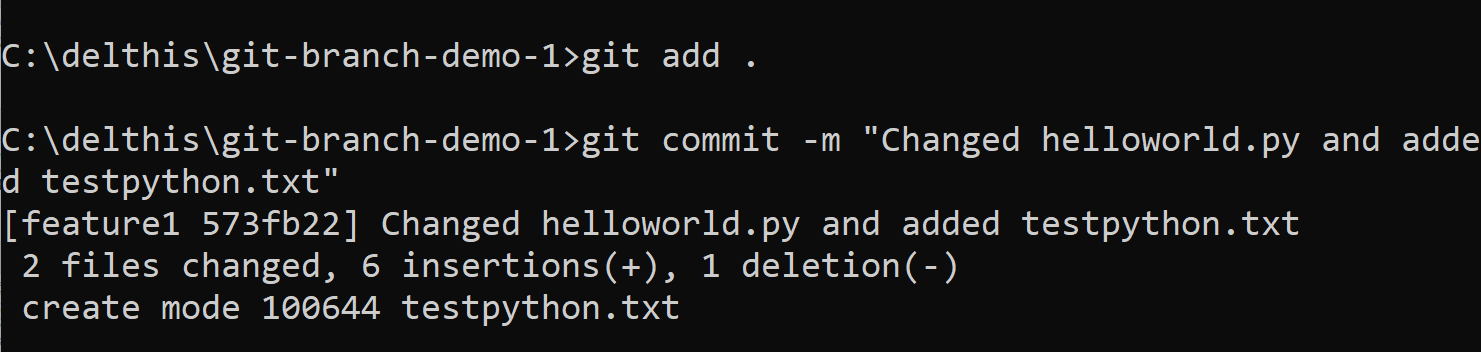 C:\delthis\git-branch-demo-1>git add .
C:\delthis\git-branch-demo-1>git commit -m "Changed helloworld.py and adde
d testpython.txt"
[feature1 573fb22] Changed helloworld.py and added testpython.txt
 2 files changed, 6 insertions(+), 1 deletion(-)
 create mode 100644 testpython.txt